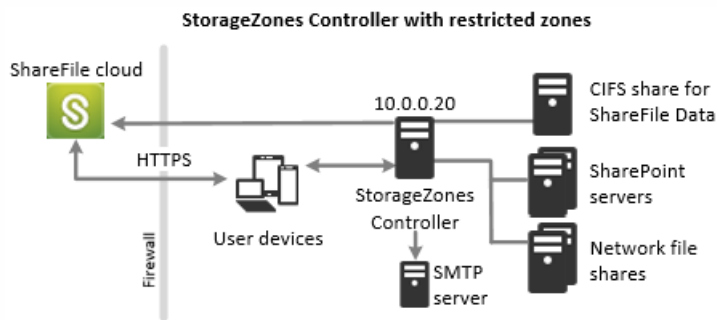 StorageZones Controller with restricted zones
ShareFile cloud
10.0.0.20
CIFS share for
ShareFile Data
HTTPS
StorageZones
Controller
SharePoint
servers
User devices
Firewall
SMTP
server
Network file
shares